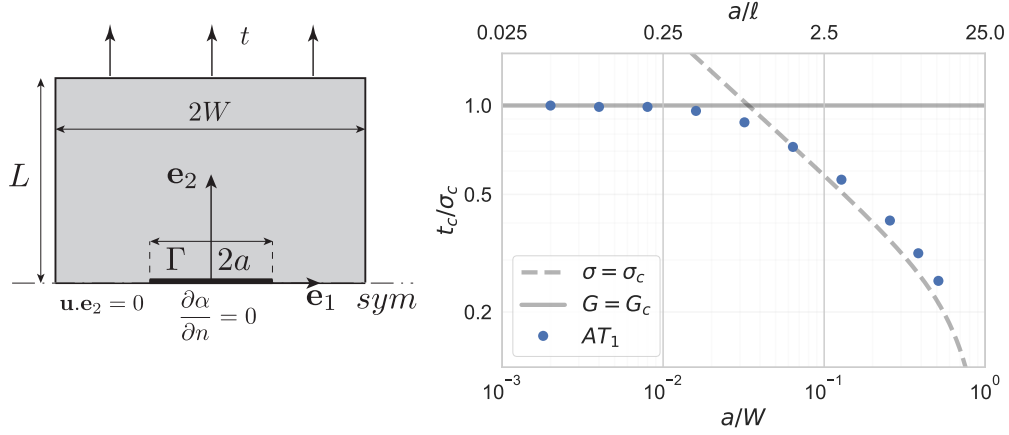 t
2W
L
e₂
Γ 2a
e₁ sym
u.e₂ = 0
∂α/∂n = 0
a/ℓ
0.025 0.25 2.5 25.0
t_c/σ_c
1.0
0.5
0.2
σ = σ_c
G = G_c
AT₁
10⁻³ 10⁻² 10⁻¹ 10⁰
a/W